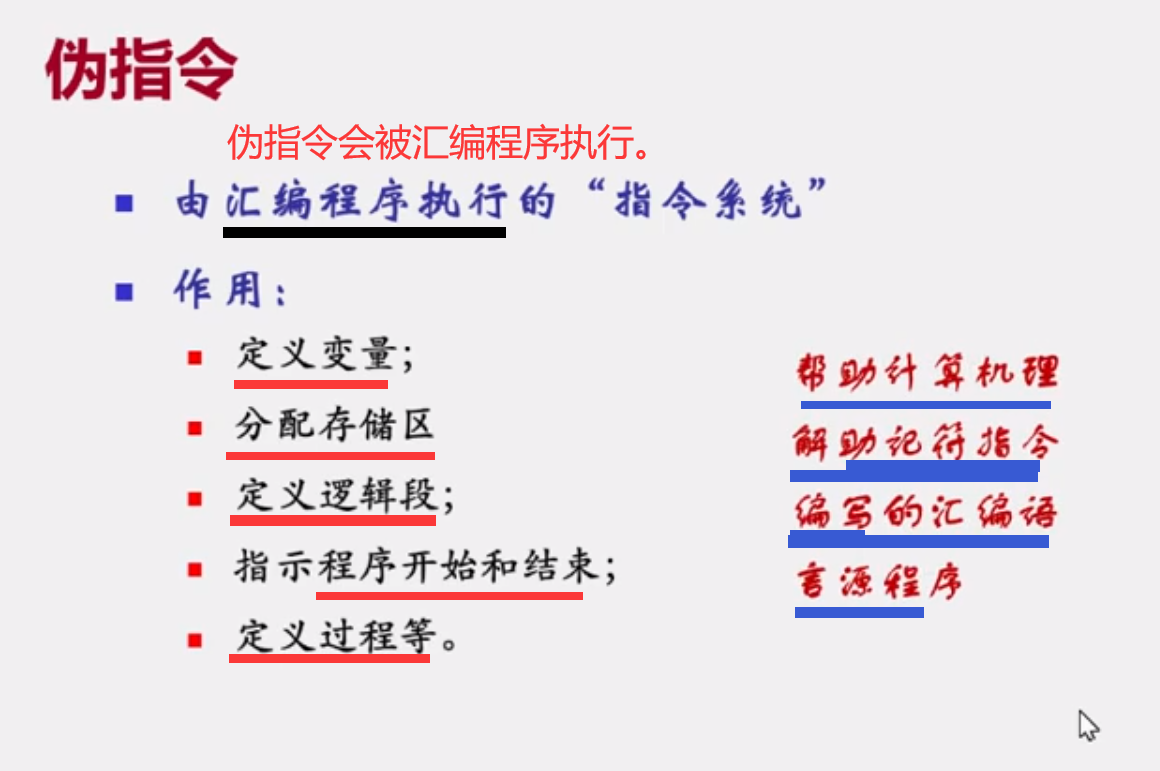 伪指令
伪指令会被汇编程序执行。
由汇编程序执行的“指令系统”
作用：
定义变量；
分配存储区
定义逻辑段；
指示程序开始和结束；
定义过程等。
帮助计算机理
解助记符指令
编写的汇编语
言源程序